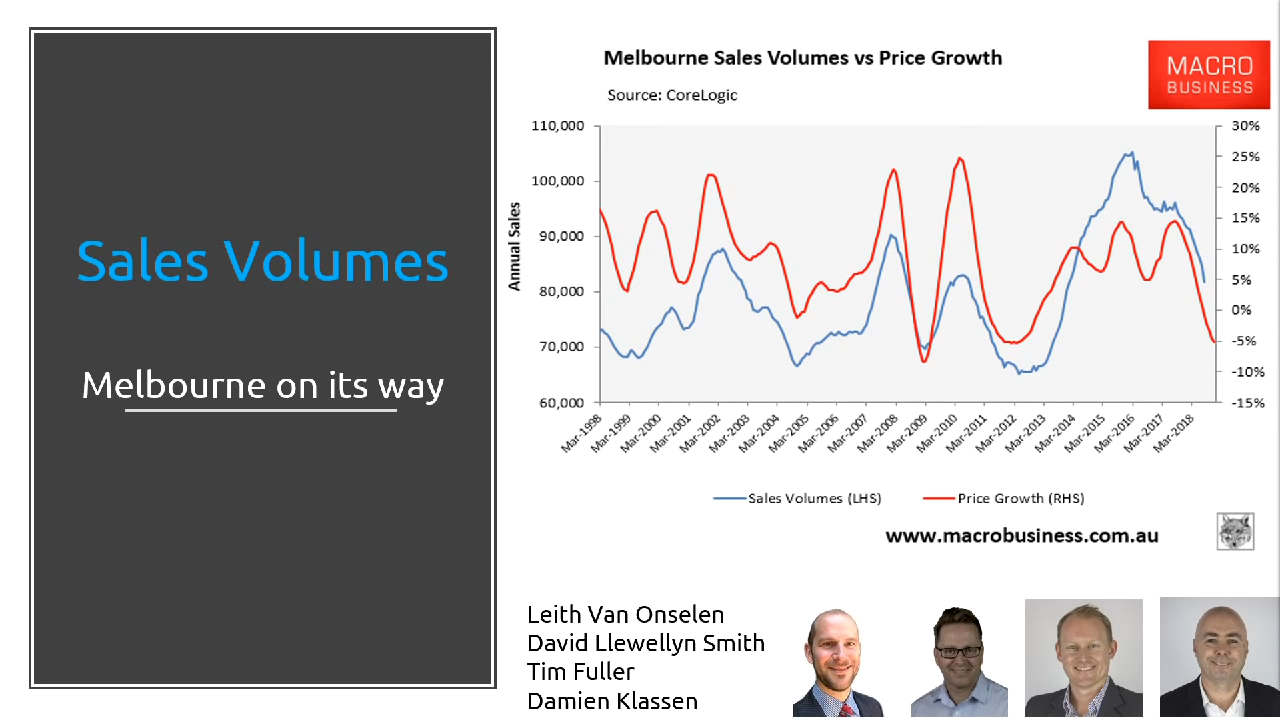 Sales Volumes
Melbourne on its way
Melbourne Sales Volumes vs Price Growth
Source: CoreLogic
MACRO
BUSINESS
Annual Sales
110,000
100,000
90,000
80,000
70,000
60,000
30%
25%
20%
15%
10%
5%
0%
-5%
-10%
-15%
Mar-1998
Mar-1999
Mar-2000
Mar-2001
Mar-2002
Mar-2003
Mar-2004
Mar-2005
Mar-2006
Mar-2007
Mar-2008
Mar-2009
Mar-2010
Mar-2011
Mar-2012
Mar-2013
Mar-2014
Mar-2015
Mar-2016
Mar-2017
Mar-2018
Sales Volumes (LHS)
Price Growth (RHS)
www.macrobusiness.com.au
Leith Van Onselen
David Llewellyn Smith
Tim Fuller
Damien Klassen